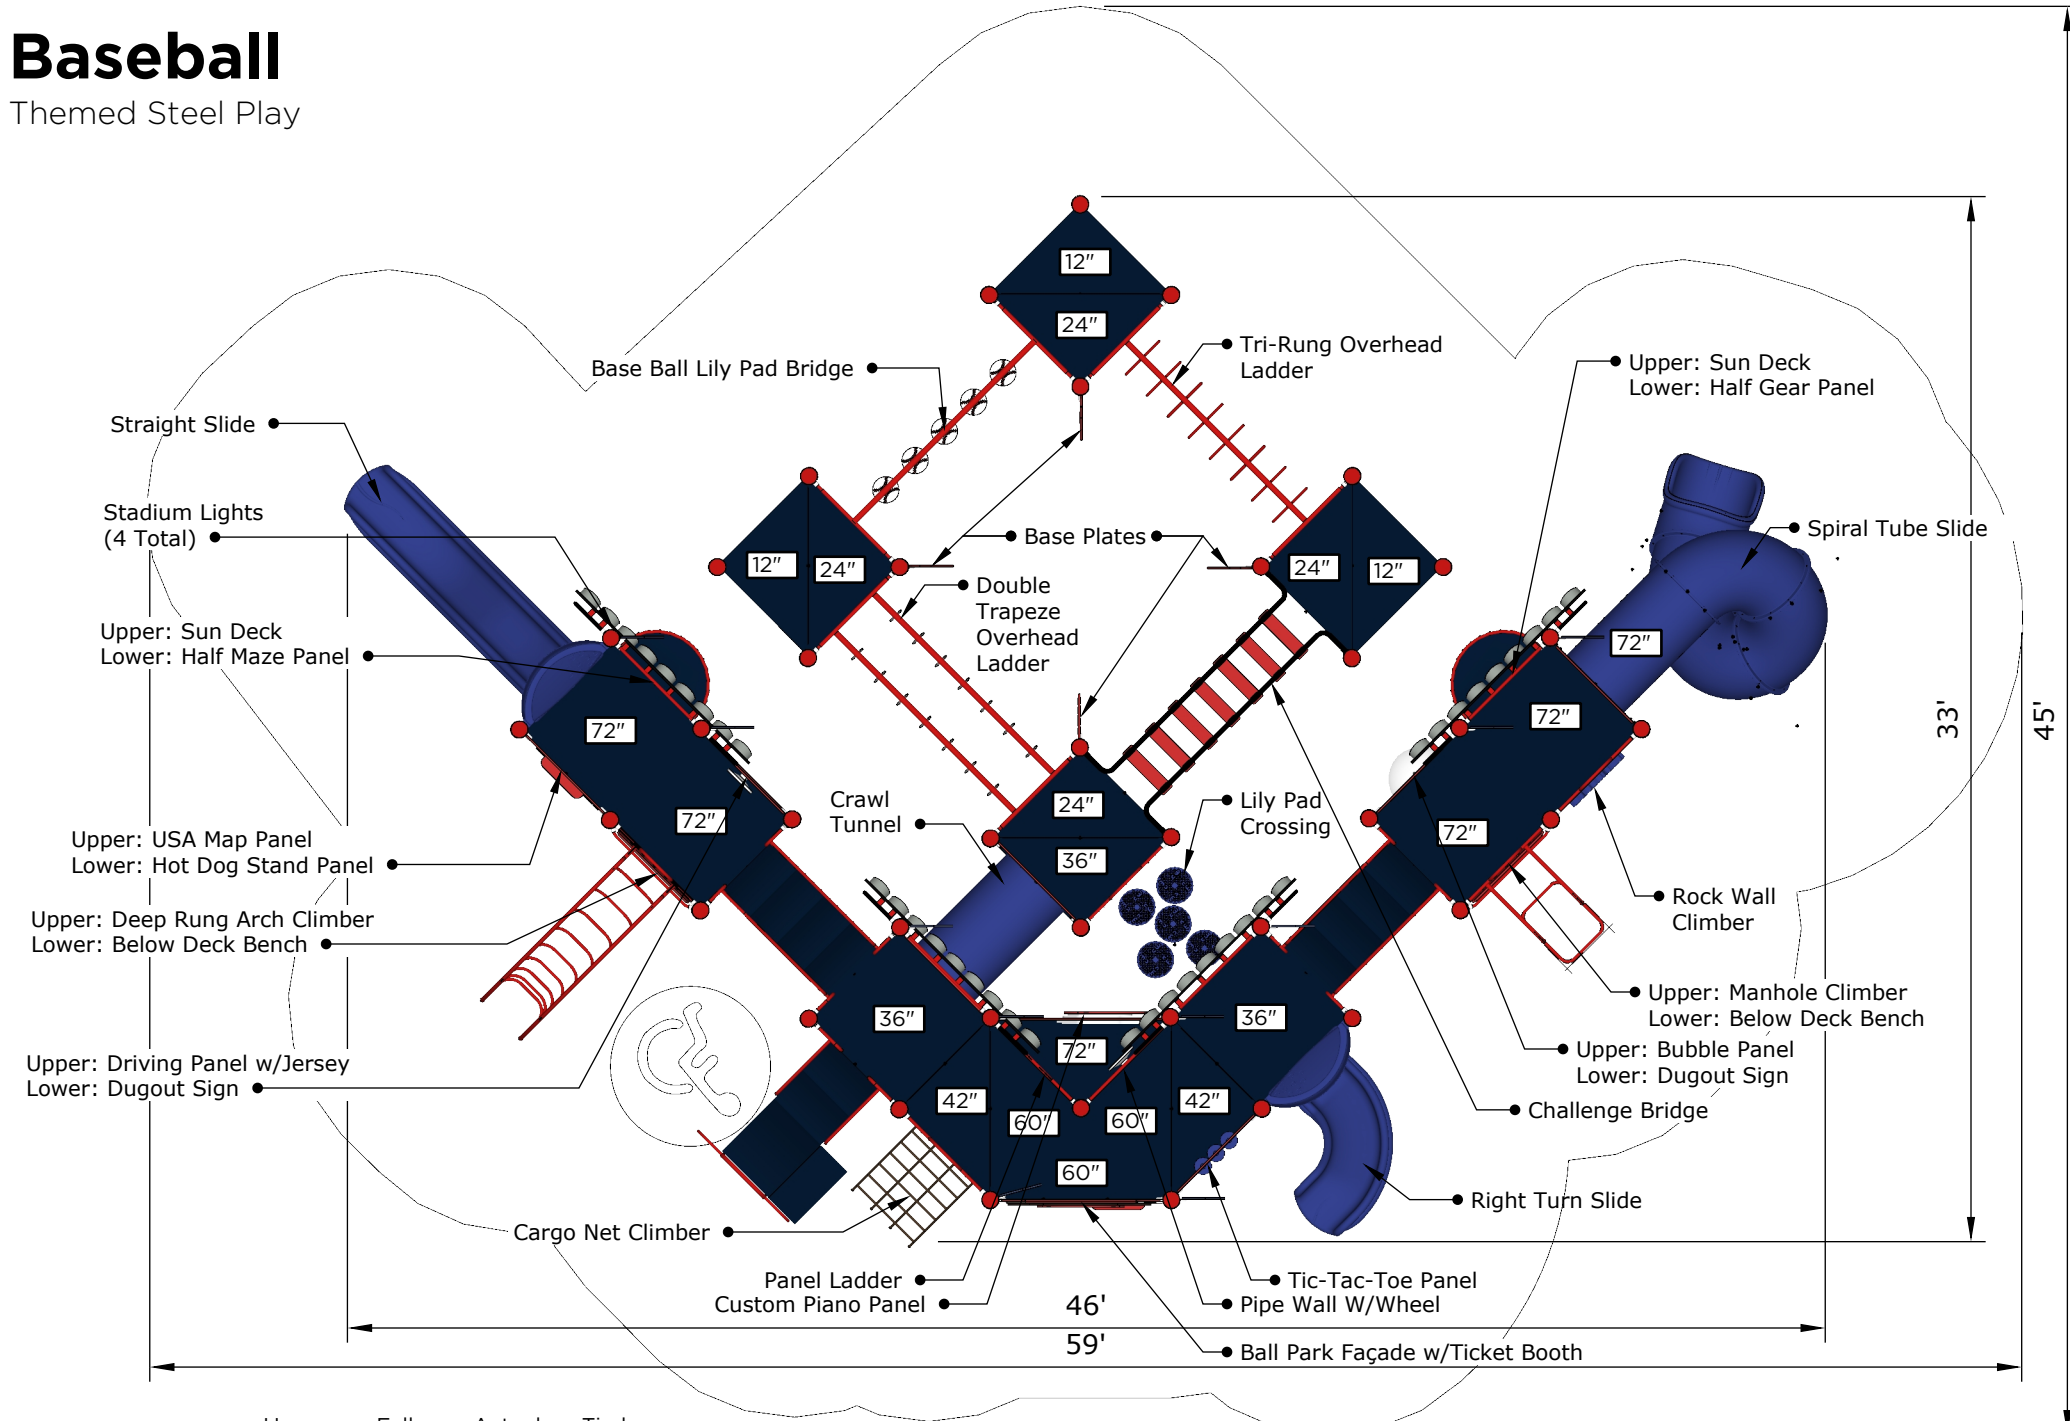 Baseball
Themed Steel Play
12"
24"
Base Ball Lily Pad Bridge
Tri-Rung Overhead
Ladder
Upper: Sun Deck
Lower: Half Gear Panel
Straight Slide
Stadium Lights
(4 Total)
Base Plates
Spiral Tube Slide
12"
24"
24"
12"
Double
Trapeze
Overhead
Ladder
Upper: Sun Deck
Lower: Half Maze Panel
72"
72"
72"
33'
45'
72"
72"
24"
36"
Crawl
Tunnel
Lily Pad
Crossing
Upper: USA Map Panel
Lower: Hot Dog Stand Panel
Rock Wall
Climber
Upper: Deep Rung Arch Climber
Lower: Below Deck Bench
Upper: Manhole Climber
Lower: Below Deck Bench
36"
36"
72"
Upper: Driving Panel w/Jersey
Lower: Dugout Sign
Upper: Bubble Panel
Lower: Dugout Sign
42"
42"
60"
60"
60"
Challenge Bridge
Right Turn Slide
Cargo Net Climber
Panel Ladder
Custom Piano Panel
Tic-Tac-Toe Panel
Pipe Wall W/Wheel
46'
59'
Ball Park Façade w/Ticket Booth